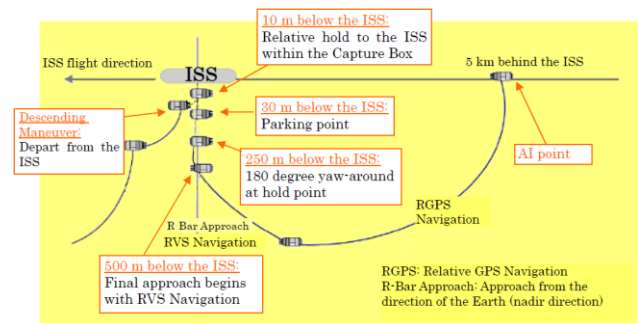 10 m below the ISS:
Relative hold to the ISS
within the Capture Box
ISS flight direction
ISS
5 km behind the ISS
Descending
Maneuver:
Depart from the
ISS
30 m below the ISS:
Parking point
AI point
250 m below the ISS:
180 degree yaw-around
at hold point
RGPS
Navigation
R-Bar Approach
RVS Navigation
500 m below the ISS:
Final approach begins
with RVS Navigation
RGPS: Relative GPS Navigation
R-Bar Approach: Approach from the
direction of the Earth (nadir direction)